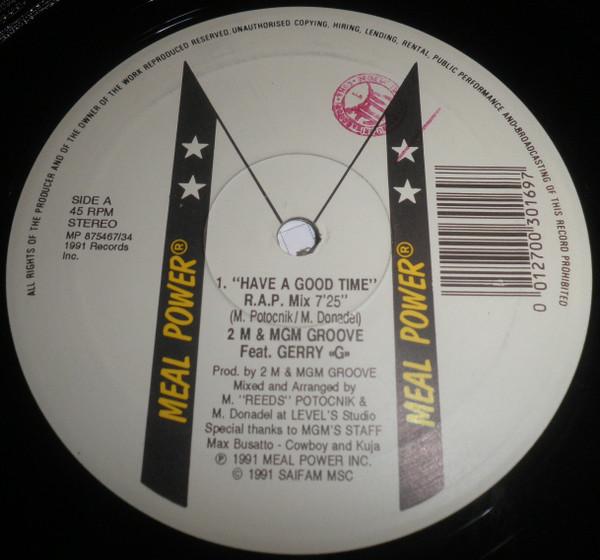 ALL RIGHTS OF THE PRODUCER AND OF THE OWNER OF THE WORK REPRODUCED RESERVED. UNAUTHORISED COPYING, HIRING, LENDING, RENTAL, PUBLIC PERFORMANCE AND BROADCASTING OF THIS RECORD PROHIBITED
SIDE A
45 RPM
STEREO
MP 875467/34
1991 Records
Inc.
MEAL POWER®
MEAL POWER®
0 012700 301697
1. "HAVE A GOOD TIME"
R.A.P. Mix 7'25"
(M. Potocnik/ M. Donadel)
2 M & MGM GROOVE
Feat. GERRY «G»
Prod. by 2 M & MGM GROOVE
Mixed and Arranged by
M. "REEDS" POTOCNIK &
M. Donadel at LEVEL'S Studio
Special thanks to MGM'S STAFF
Max Busatto - Cowboy and Kuja
℗ 1991 MEAL POWER INC.
© 1991 SAIFAM MSC